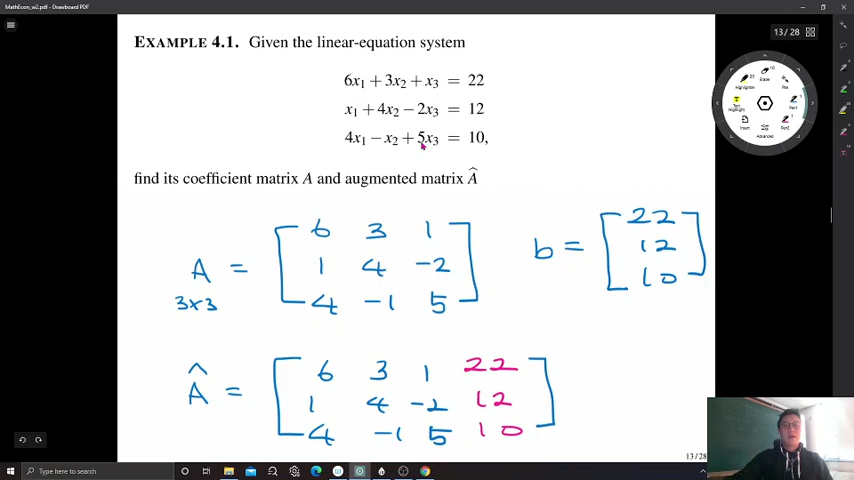 MathEcon_w2.pdf - Drawboard PDF
13 / 28
EXAMPLE 4.1. Given the linear-equation system
6x₁ + 3x₂ + x₃ = 22
x₁ + 4x₂ − 2x₃ = 12
4x₁ − x₂ + 5x₃ = 10,
find its coefficient matrix A and augmented matrix Â
A = [ 6 3 1
1 4 -2
4 -1 5 ]
3x3
b = [ 22
12
10 ]
Â = [ 6 3 1 22
1 4 -2 12
4 -1 5 10 ]
13 / 28
Type here to search